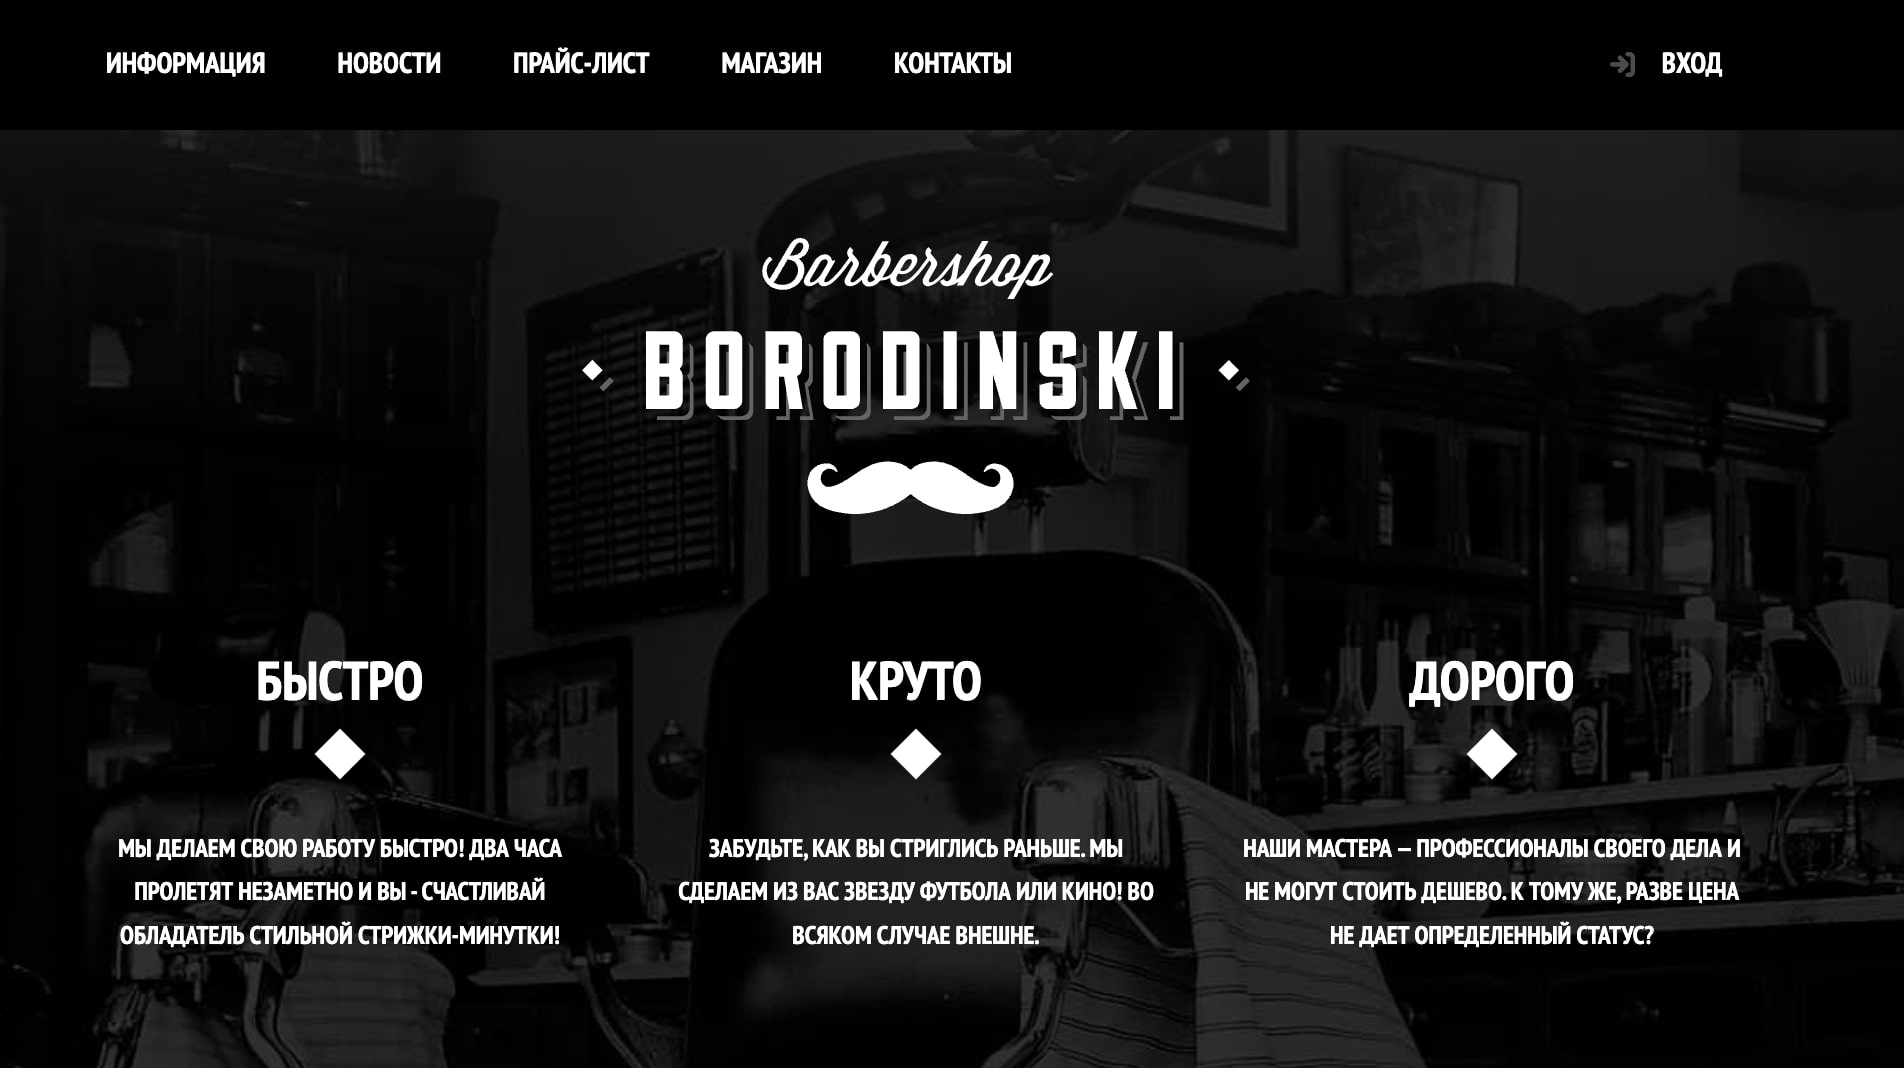 ИНФОРМАЦИЯ НОВОСТИ ПРАЙС-ЛИСТ МАГАЗИН КОНТАКТЫ ВХОД
Barbershop
BORODINSKI
БЫСТРО
МЫ ДЕЛАЕМ СВОЮ РАБОТУ БЫСТРО! ДВА ЧАСА
ПРОЛЕТЯТ НЕЗАМЕТНО И ВЫ - СЧАСТЛИВАЙ
ОБЛАДАТЕЛЬ СТИЛЬНОЙ СТРИЖКИ-МИНУТКИ!
КРУТО
ЗАБУДЬТЕ, КАК ВЫ СТРИГЛИСЬ РАНЬШЕ. МЫ
СДЕЛАЕМ ИЗ ВАС ЗВЕЗДУ ФУТБОЛА ИЛИ КИНО! ВО
ВСЯКОМ СЛУЧАЕ ВНЕШНЕ.
ДОРОГО
НАШИ МАСТЕРА — ПРОФЕССИОНАЛЫ СВОЕГО ДЕЛА И
НЕ МОГУТ СТОИТЬ ДЕШЕВО. К ТОМУ ЖЕ, РАЗВЕ ЦЕНА
НЕ ДАЕТ ОПРЕДЕЛЕННЫЙ СТАТУС?